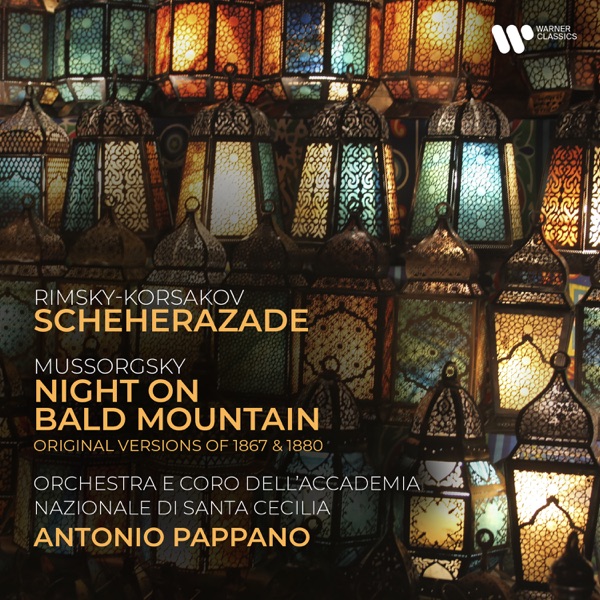 WARNER
CLASSICS
RIMSKY-KORSAKOV
SCHEHERAZADE
MUSSORGSKY
NIGHT ON
BALD MOUNTAIN
ORIGINAL VERSIONS OF 1867 & 1880
ORCHESTRA E CORO DELL'ACCADEMIA
NAZIONALE DI SANTA CECILIA
ANTONIO PAPPANO